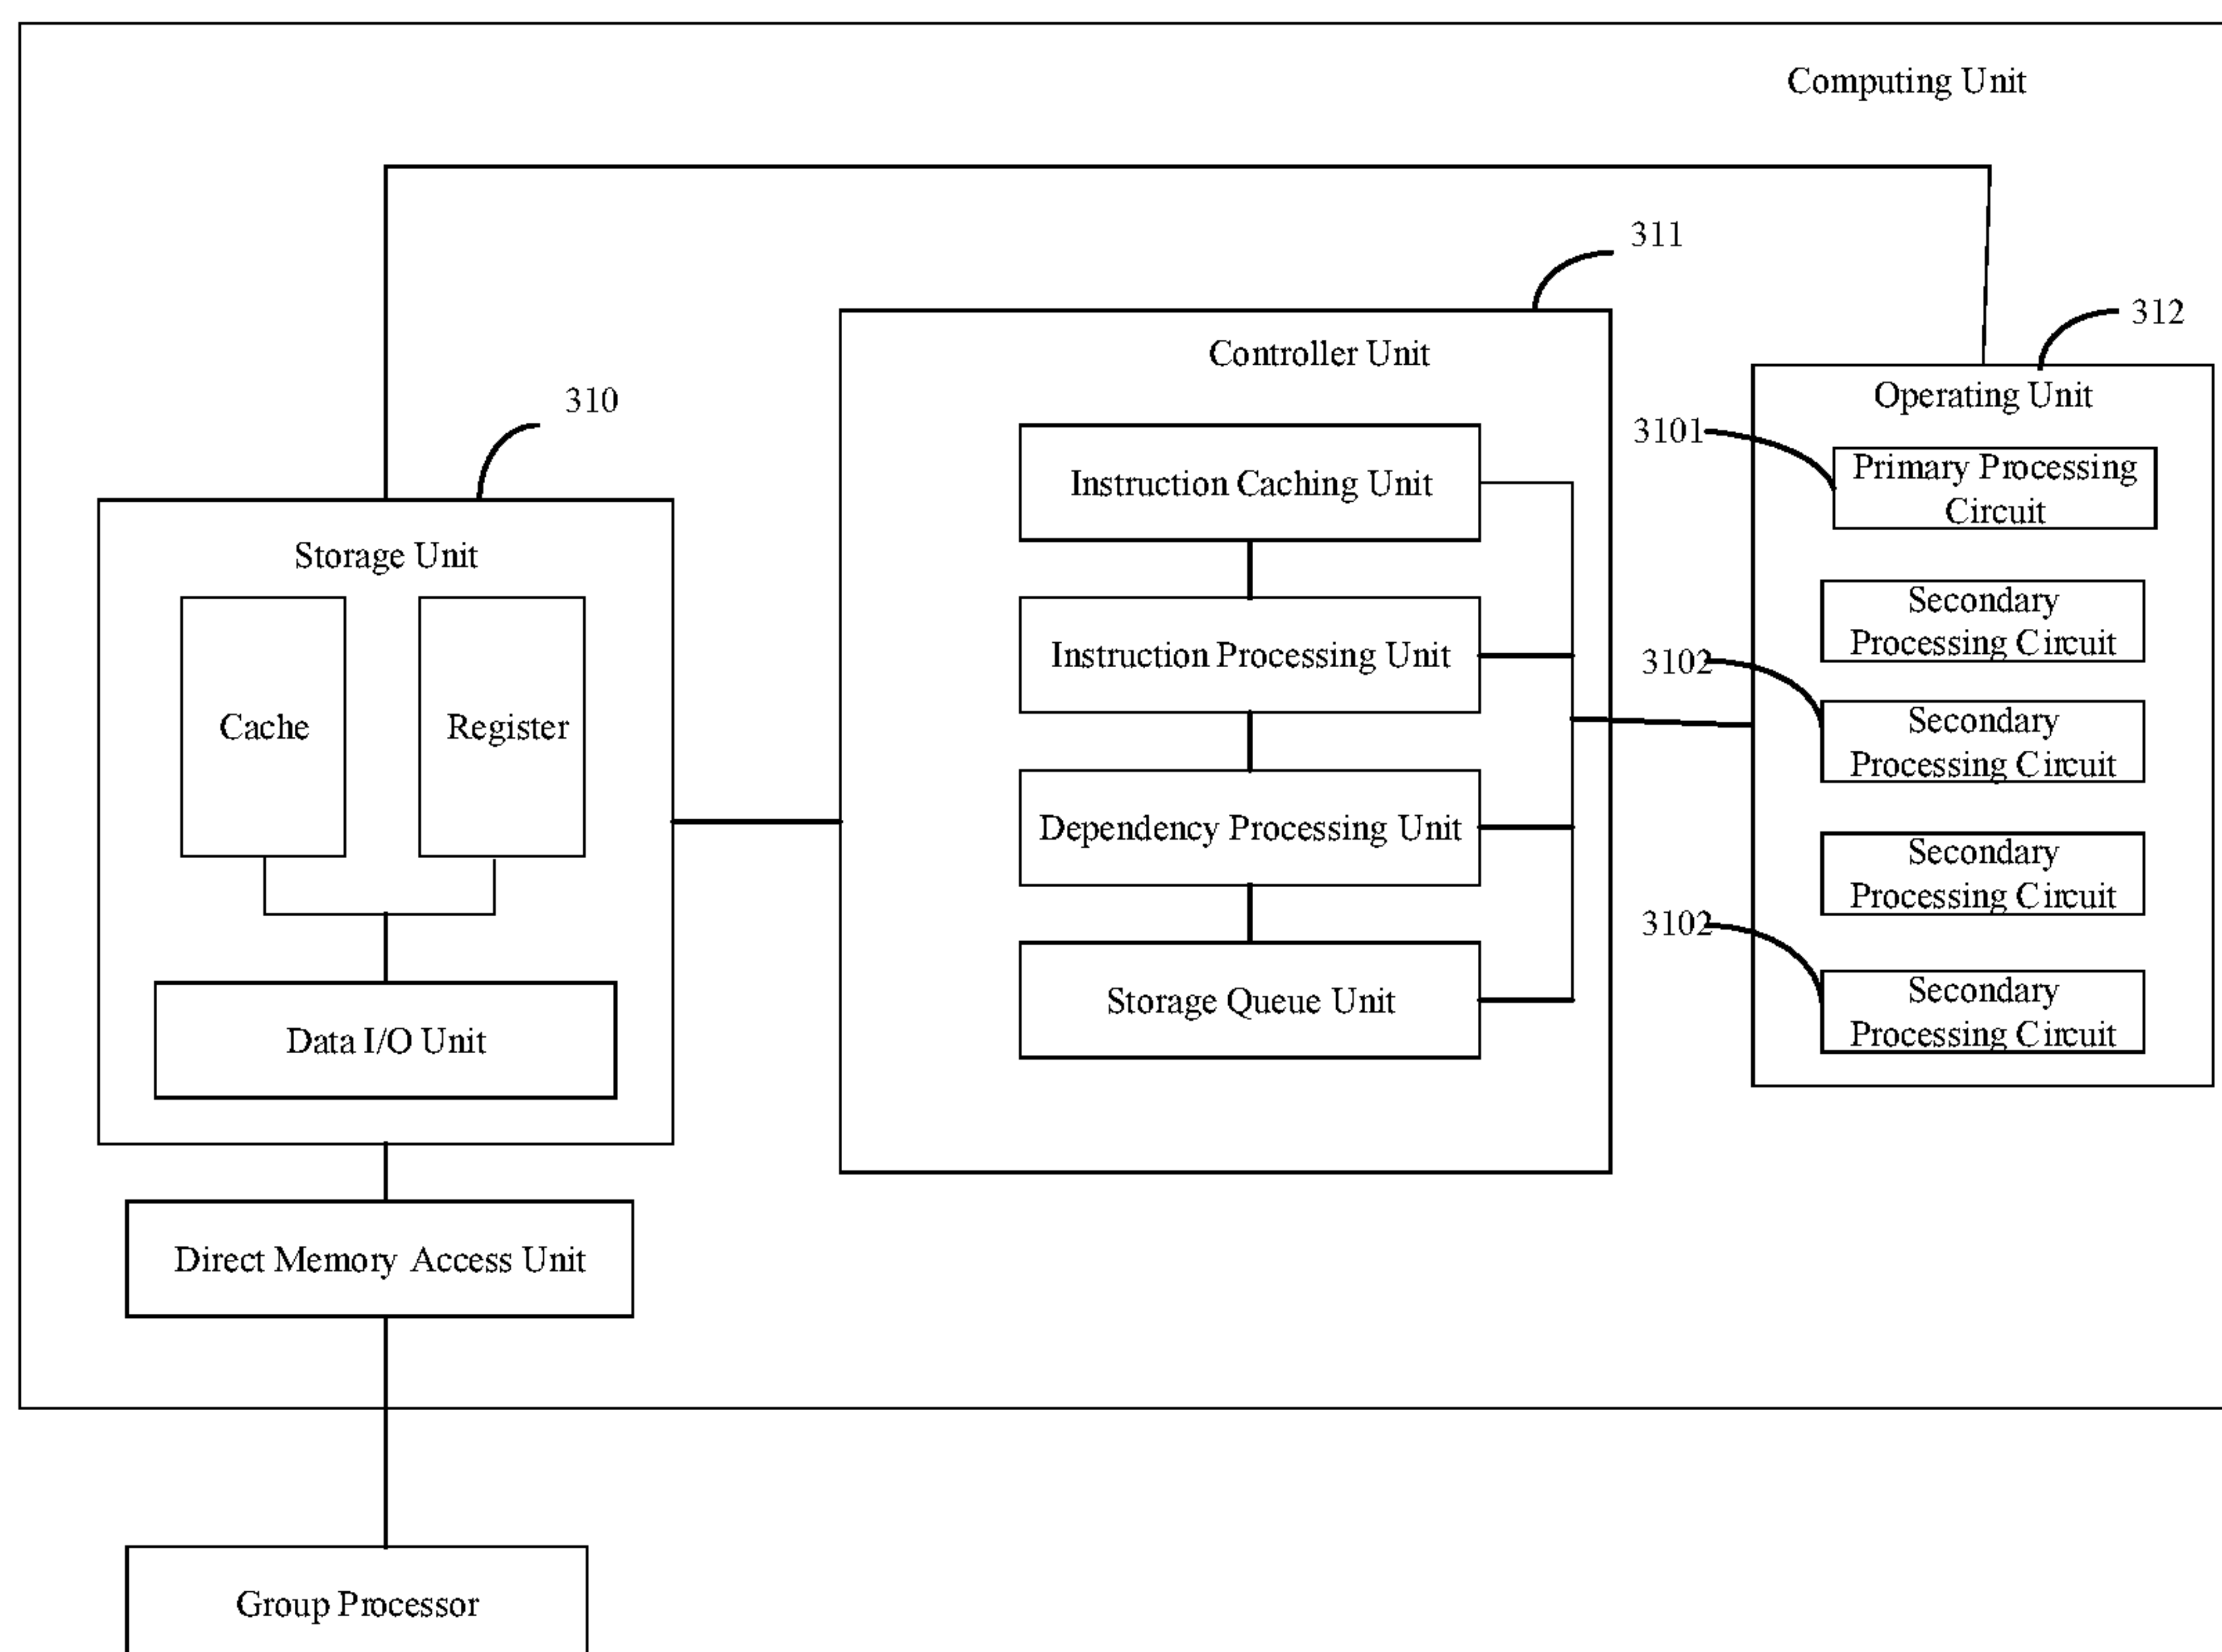 Computing Unit
311
312
Controller Unit
310
Operating Unit
3101
Primary Processing
Circuit
Instruction Caching Unit
Storage Unit
Secondary
Processing Circuit
Instruction Processing Unit
3102
Cache
Register
Secondary
Processing Circuit
Dependency Processing Unit
Secondary
Processing Circuit
3102
Storage Queue Unit
Secondary
Processing Circuit
Data I/O Unit
Direct Memory Access Unit
Group Processor